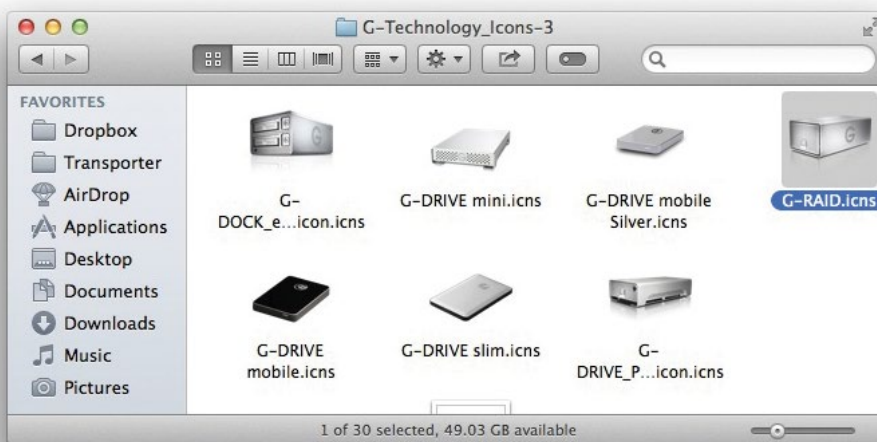 G-Technology_Icons-3
FAVORITES
Dropbox
Transporter
AirDrop
Applications
Desktop
Documents
Downloads
Music
Pictures
G-
DOCK_e...icon.icns
G-DRIVE mini.icns
G-DRIVE mobile
Silver.icns
G-RAID.icns
G-DRIVE
mobile.icns
G-DRIVE slim.icns
G-
DRIVE_P...icon.icns
1 of 30 selected, 49.03 GB available